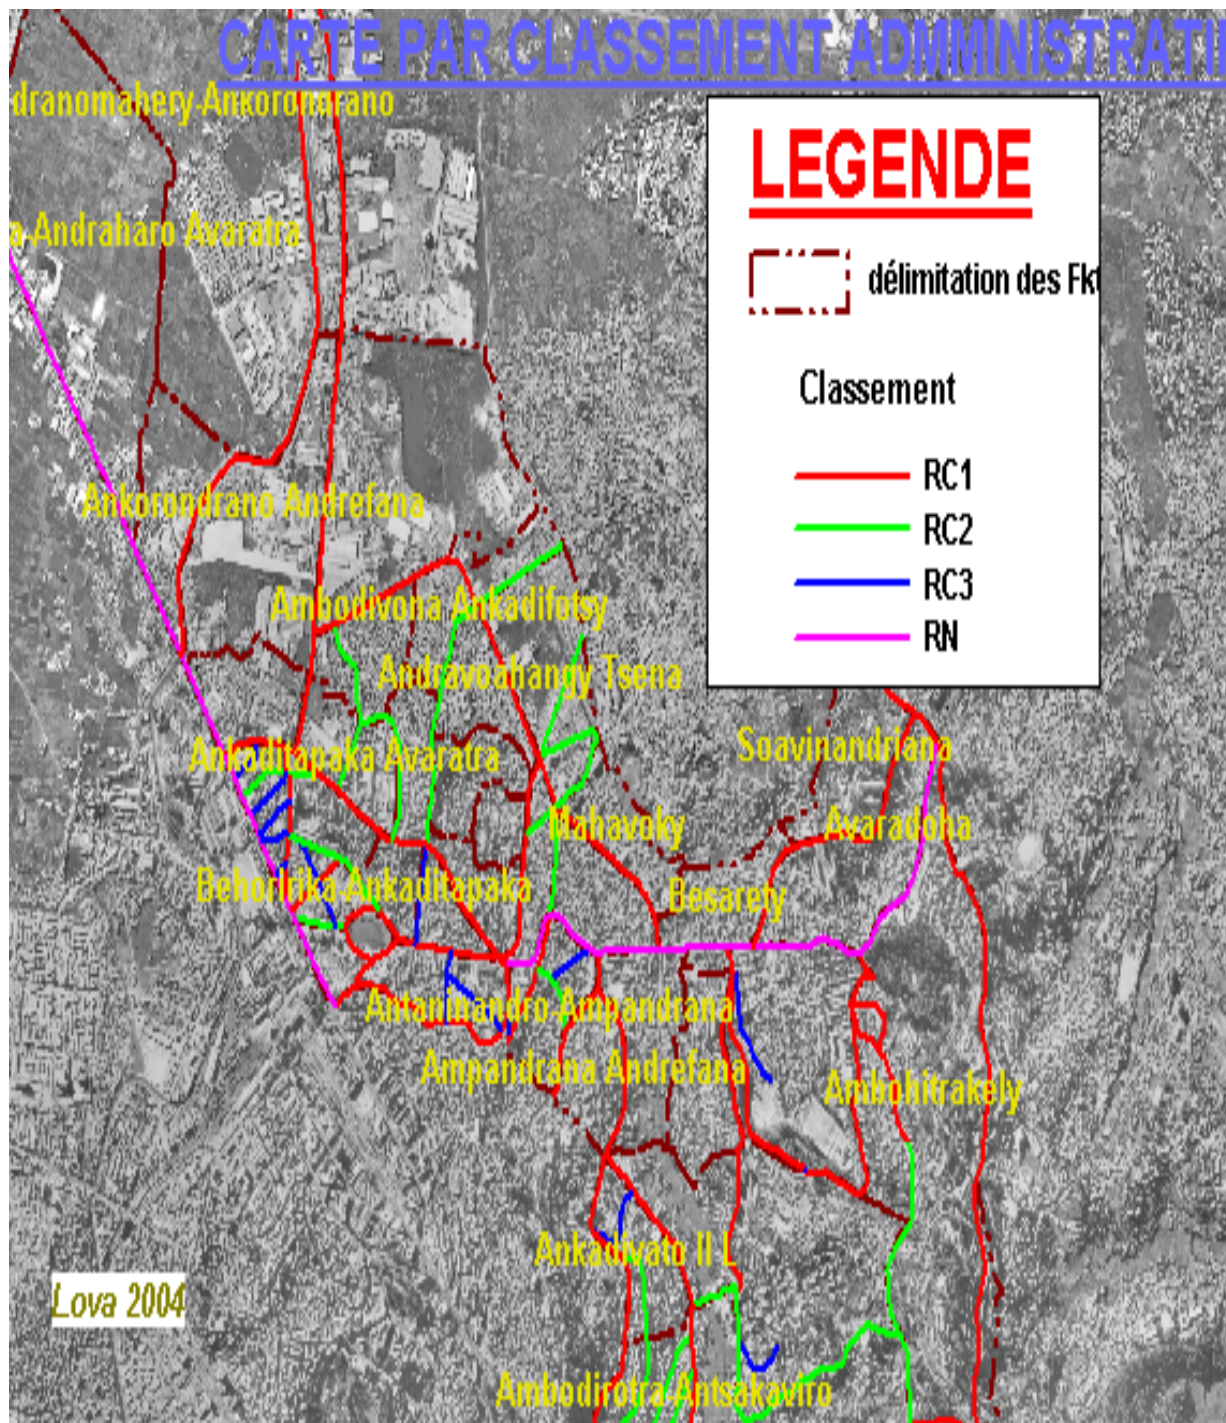 CARTE PAR CLASSEMENT ADMMINISTRATI
dranomahery-Ankorondrano
LEGENDE
a-Andraharo Avaratra
délimitation des Fkt
Classement
RC1
RC2
RC3
RN
Ankorondrano Andrefana
Ambodivona Ankadifotsy
Andravoahangy Tsena
Ankaditapaka Avaratra
Soavinandriana
Mahavoky
Avaradoha
Behoririka-Ankaditapaka
Besarety
Antaninandro-Ampandrana
Ampandrana Andrefana
Ambohitrakely
Ankadivato II L
Lova 2004
Ambodirotra-Antsakaviro